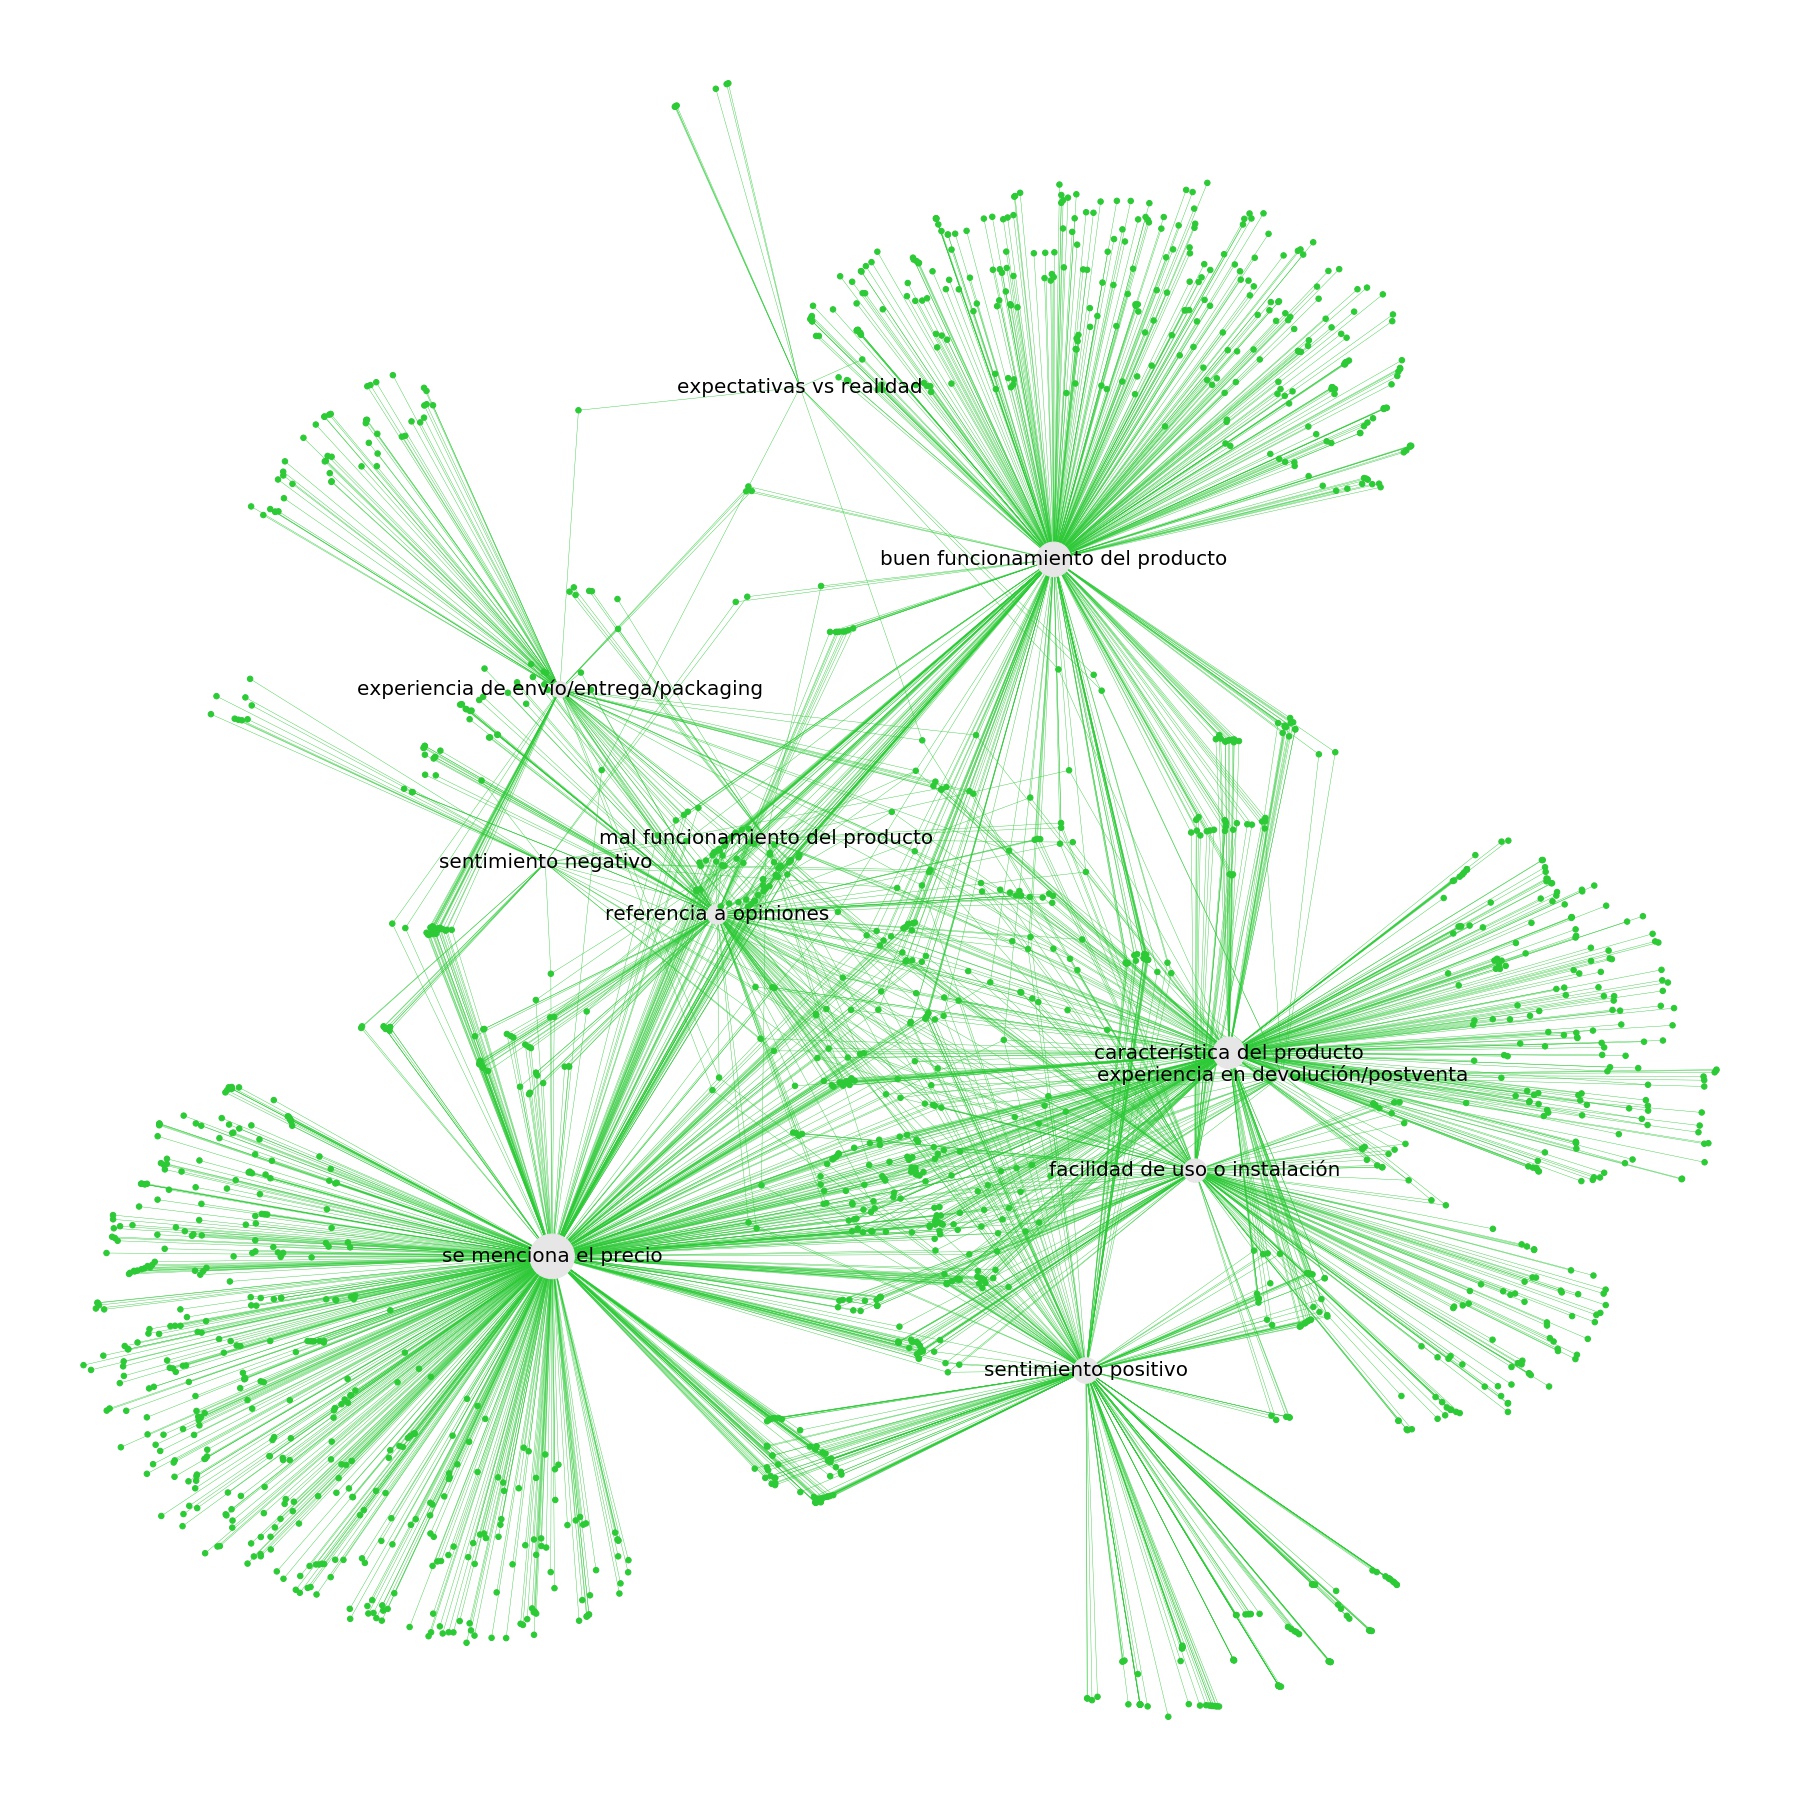 expectativas vs realidad
buen funcionamiento del producto
experiencia de envío/entrega/packaging
mal funcionamiento del producto
sentimiento negativo
referencia a opiniones
característica del producto
experiencia en devolución/postventa
facilidad de uso o instalación
se menciona el precio
sentimiento positivo